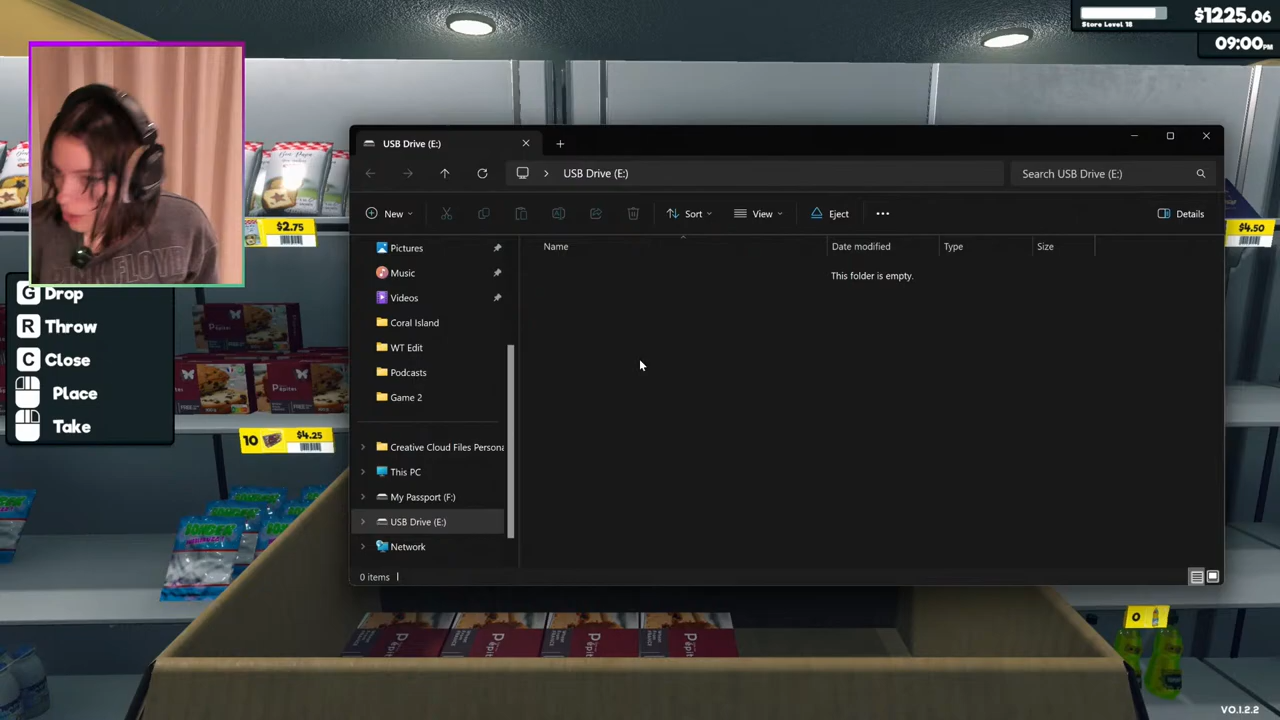 Store Level 18
$1225.06
09:00PM
USB Drive (E:)
USB Drive (E:)
Search USB Drive (E:)
New
Sort
View
Eject
Details
Pictures
Music
Videos
Coral Island
WT Edit
Podcasts
Game 2
Creative Cloud Files Persona
This PC
My Passport (F:)
USB Drive (E:)
Network
0 items
Name
Date modified
Type
Size
This folder is empty.
G Drop
R Throw
C Close
Place
Take
$2.75
$4.50
10
$4.25
0
PINK FLOYD
Pépites
V0.1.2.2